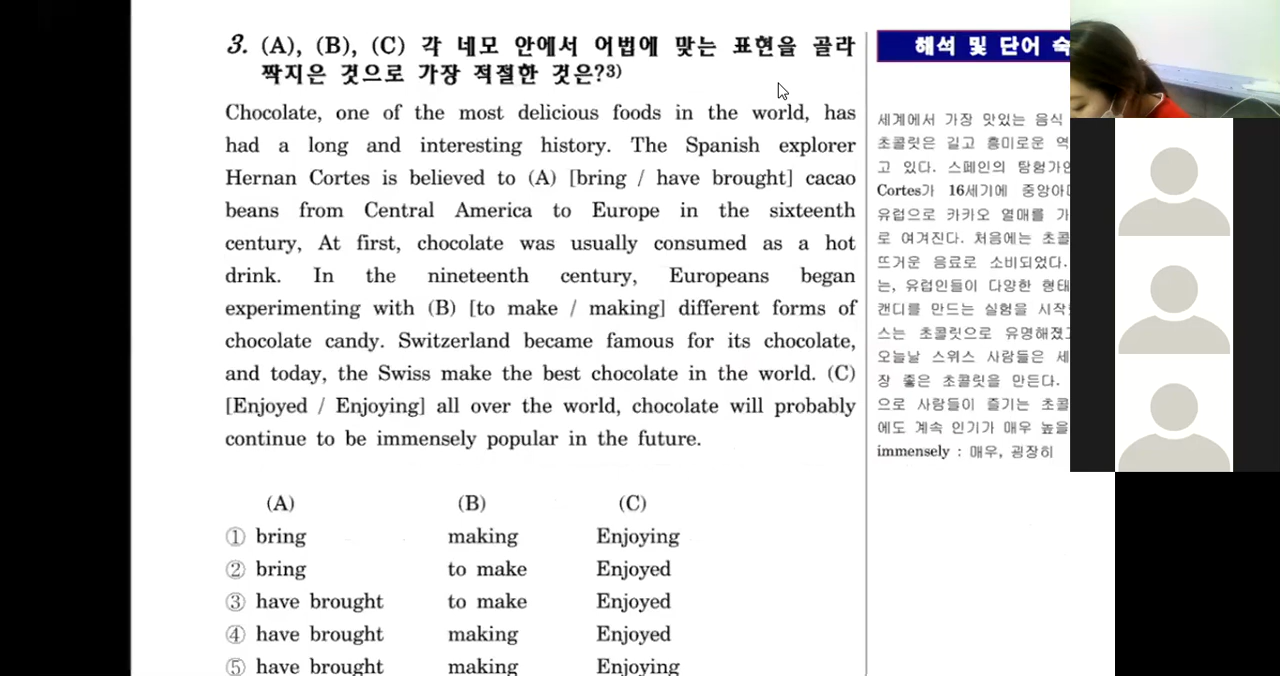 3. (A), (B), (C) 각 네모 안에서 어법에 맞는 표현을 골라
짝지은 것으로 가장 적절한 것은?3)
Chocolate, one of the most delicious foods in the world, has
had a long and interesting history. The Spanish explorer
Hernan Cortes is believed to (A) [bring / have brought] cacao
beans from Central America to Europe in the sixteenth
century, At first, chocolate was usually consumed as a hot
drink. In the nineteenth century, Europeans began
experimenting with (B) [to make / making] different forms of
chocolate candy. Switzerland became famous for its chocolate,
and today, the Swiss make the best chocolate in the world. (C)
[Enjoyed / Enjoying] all over the world, chocolate will probably
continue to be immensely popular in the future.
(A) (B) (C)
① bring making Enjoying
② bring to make Enjoyed
③ have brought to make Enjoyed
④ have brought making Enjoyed
⑤ have brought making Enjoying
해석 및 단어 숙
세계에서 가장 맛있는 음식
초콜릿은 길고 흥미로운 역
고 있다. 스페인의 탐험가인
Cortes가 16세기에 중앙아메
유럽으로 카카오 열매를 가
로 여겨진다. 처음에는 초콜
뜨거운 음료로 소비되었다.
는, 유럽인들이 다양한 형태
캔디를 만드는 실험을 시작
스는 초콜릿으로 유명해졌고
오늘날 스위스 사람들은 세
장 좋은 초콜릿을 만든다.
으로 사람들이 즐기는 초콜
에도 계속 인기가 매우 높을
immensely : 매우, 굉장히